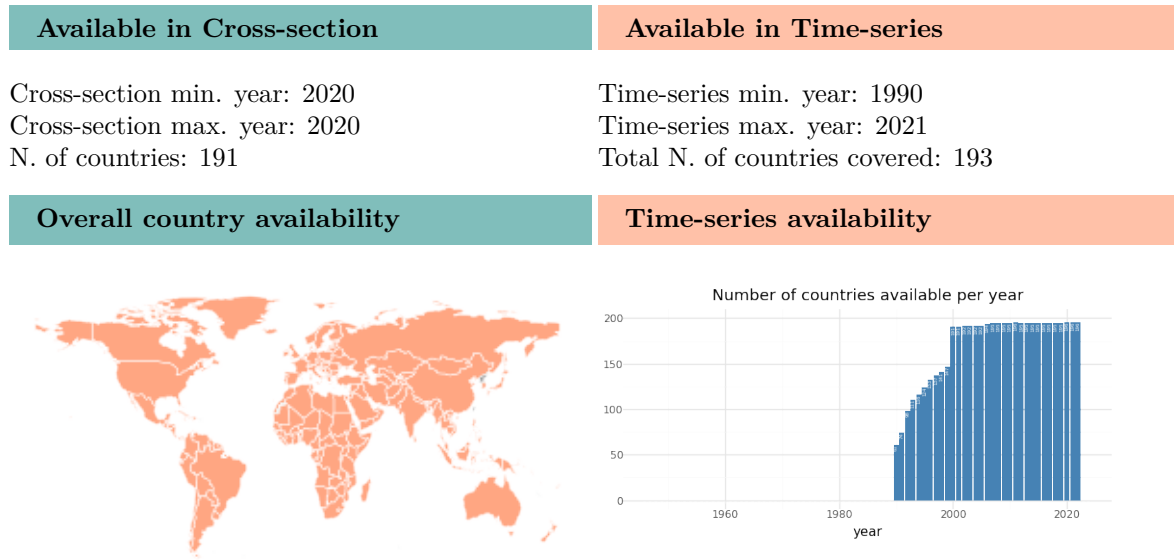 Available in Cross-section
Available in Time-series
Cross-section min. year: 2020
Cross-section max. year: 2020
N. of countries: 191
Time-series min. year: 1990
Time-series max. year: 2021
Total N. of countries covered: 193
Overall country availability
Time-series availability
Number of countries available per year
200
150
100
50
0
1960
1980
2000
2020
year